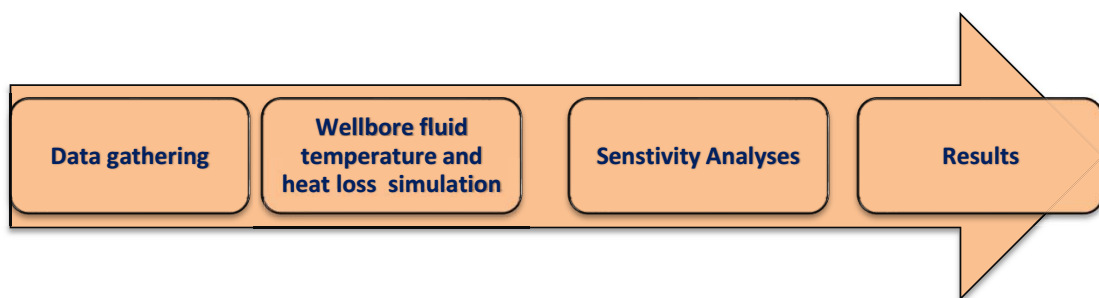 Data gathering
Wellbore fluid
temperature and
heat loss simulation
Senstivity Analyses
Results